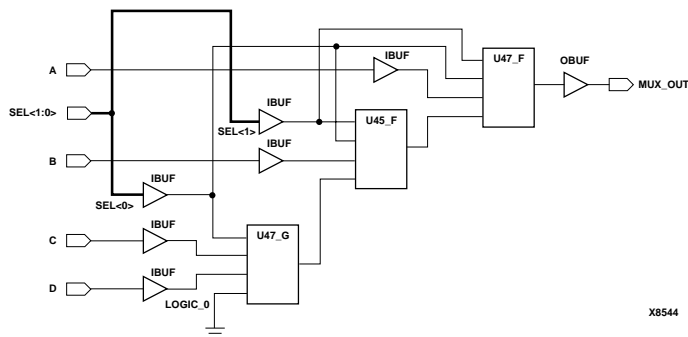 IBUF
U47_F
IBUF
OBUF
A
MUX_OUT
SEL<1:0>
IBUF
U45_F
SEL<1>
IBUF
B
IBUF
SEL<0>
IBUF
U47_G
C
IBUF
D
LOGIC_0
X8544